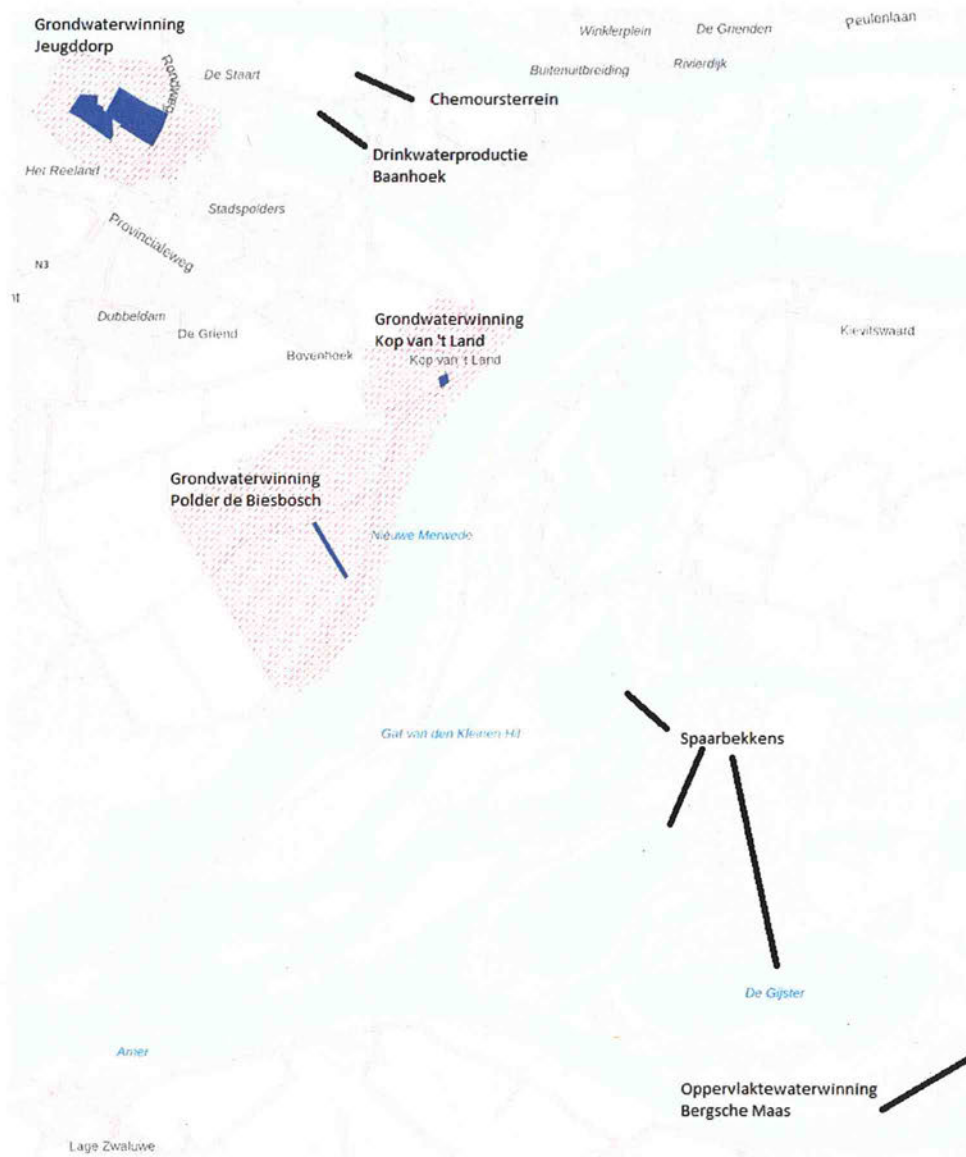 Grondwaterwinning
Jeugddorp
Rondweg
De Staart
Winklerplein
De Grienden
Peulenlaan
Buitenuitbreiding
Rivierdijk
Chemoursterrein
Drinkwaterproductie
Baanhoek
Het Reeland
Stadspolders
Provincialeweg
N3
Dubbeldam
De Griend
Bovenhoek
Grondwaterwinning
Kop van 't Land
Kop van 't Land
Kievitswaard
Grondwaterwinning
Polder de Biesbosch
Nieuwe Merwede
Gat van den Kleinen Hil
Spaarbekkens
De Gijster
Amer
Oppervlaktewaterwinning
Bergsche Maas
Lage Zwaluwe